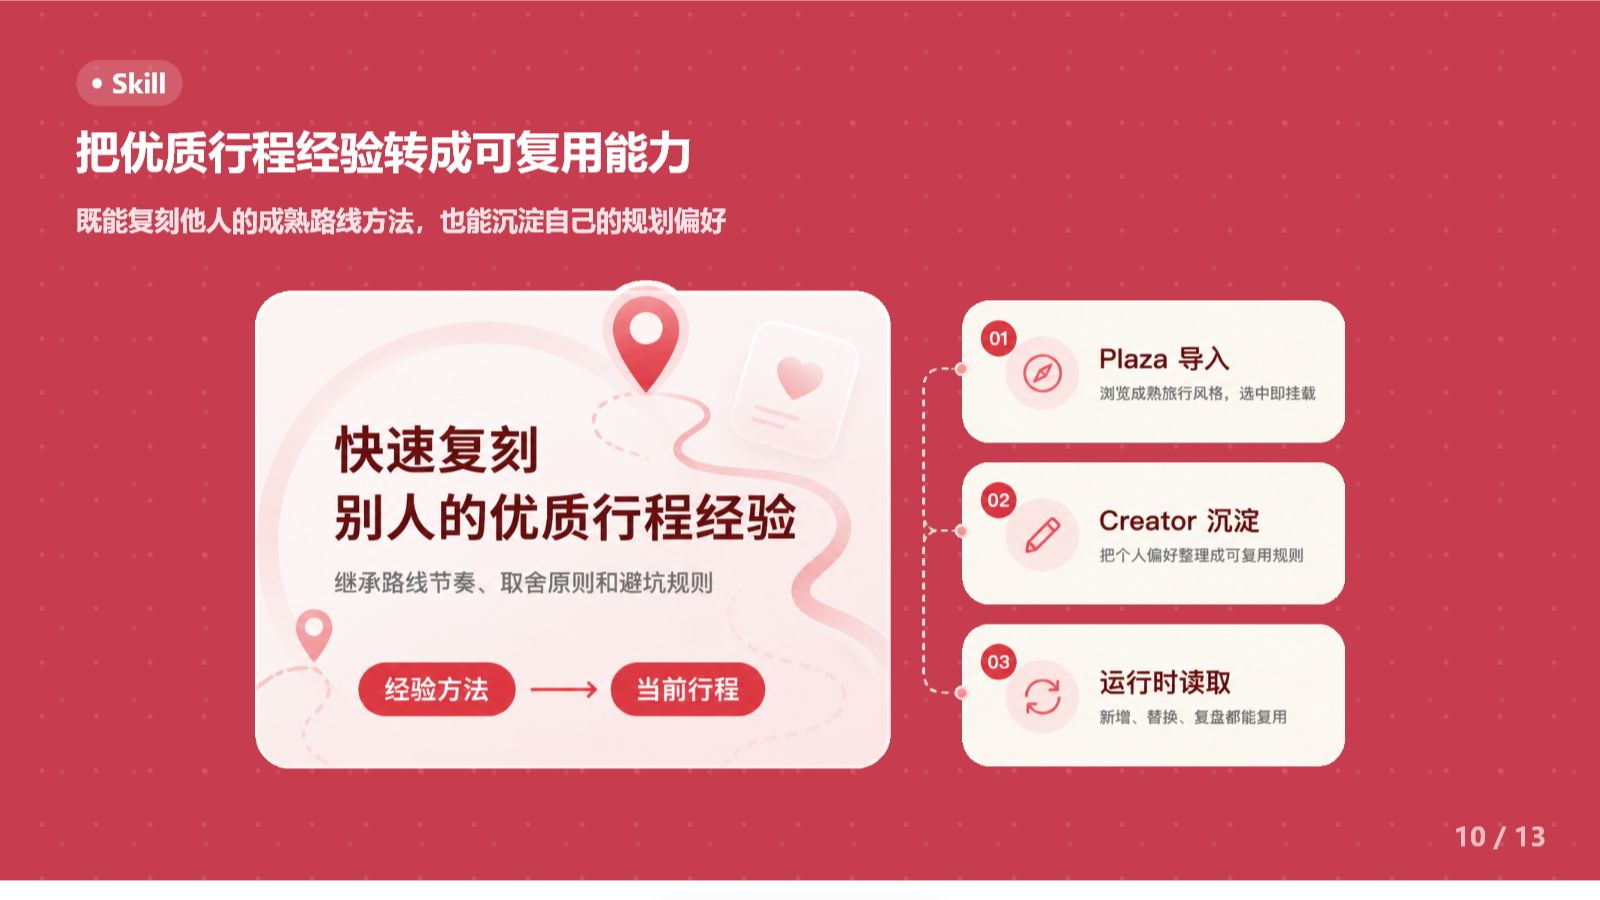 • Skill
把优质行程经验转成可复用能力
既能复刻他人的成熟路线方法，也能沉淀自己的规划偏好
快速复刻
别人的优质行程经验
继承路线节奏、取舍原则和避坑规则
经验方法
当前行程
01
Plaza 导入
浏览成熟旅行风格，选中即挂载
02
Creator 沉淀
把个人偏好整理成可复用规则
03
运行时读取
新增、替换、复盘都能复用
10 / 13